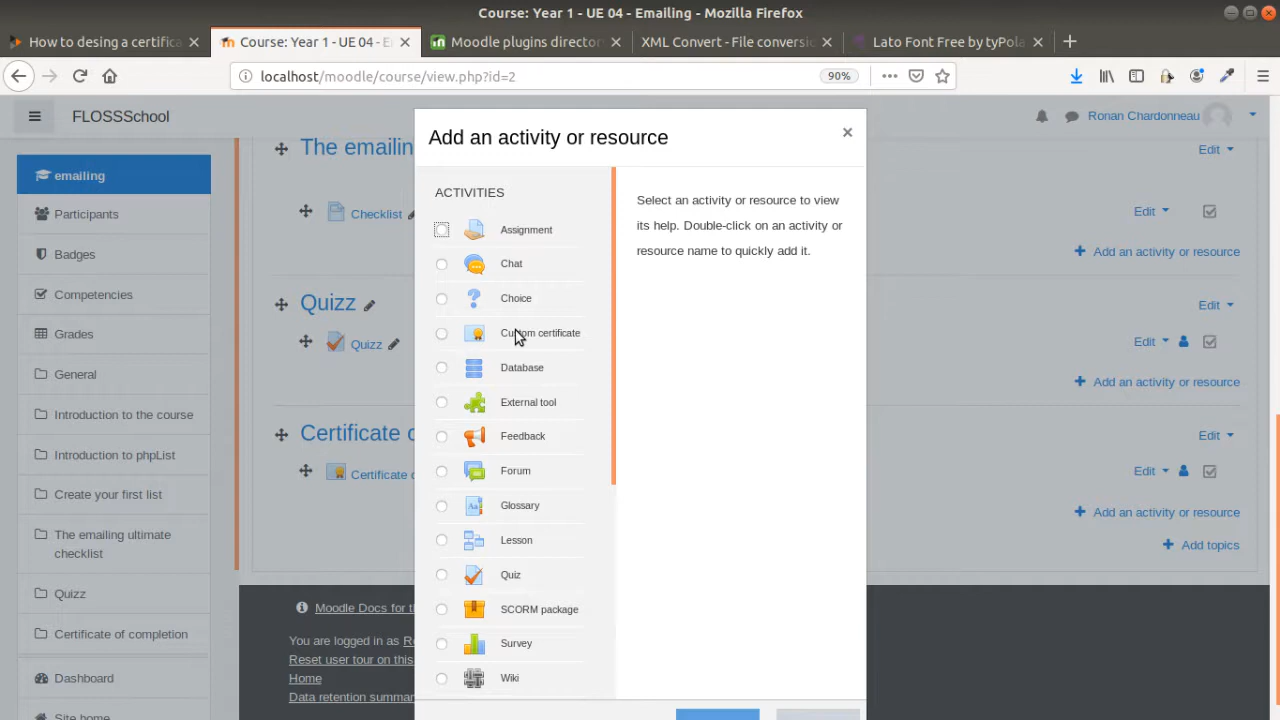 Course: Year 1 - UE 04 - Emailing - Mozilla Firefox
How to desing a certifica
Course: Year 1 - UE 04 - E
Moodle plugins director
XML Convert - File conversi
Lato Font Free by tyPola
localhost/moodle/course/view.php?id=2
90%
FLOSSSchool
Ronan Chardonneau
emailing
Participants
Badges
Competencies
Grades
General
Introduction to the course
Introduction to phpList
Create your first list
The emailing ultimate
checklist
Quizz
Certificate of completion
Dashboard
Site home
The emailin
Edit
Checklist
Edit
Add an activity or resource
Quizz
Edit
Quizz
Edit
Add an activity or resource
Certificate o
Edit
Certificate o
Edit
Add an activity or resource
Add topics
Moodle Docs for t
You are logged in as R
Reset user tour on this
Home
Data retention summar
Add an activity or resource
×
ACTIVITIES
Assignment
Chat
Choice
Custom certificate
Database
External tool
Feedback
Forum
Glossary
Lesson
Quiz
SCORM package
Survey
Wiki
Select an activity or resource to view
its help. Double-click on an activity or
resource name to quickly add it.